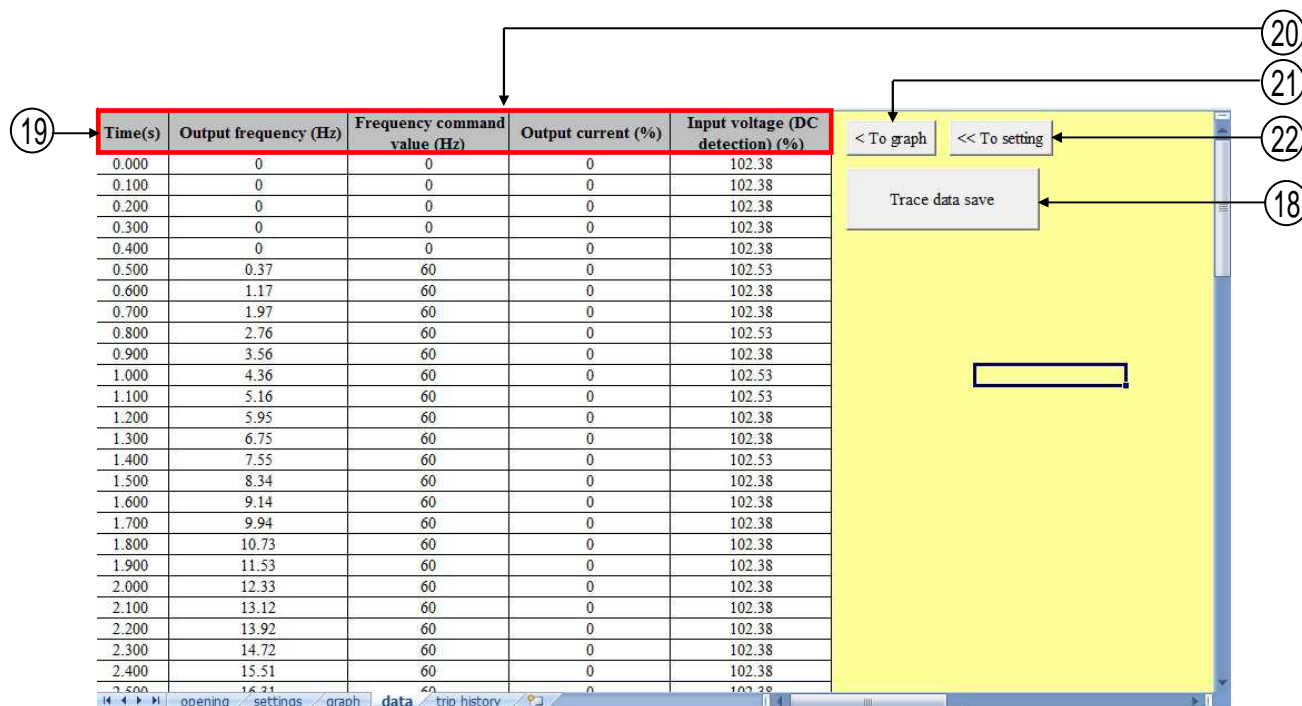 20
21
19
Time(s) Output frequency (Hz) Frequency command value (Hz) Output current (%) Input voltage (DC detection) (%)
< To graph << To setting
22
0.000 0 0 0 102.38
0.100 0 0 0 102.38
Trace data save
18
0.200 0 0 0 102.38
0.300 0 0 0 102.38
0.400 0 0 0 102.38
0.500 0.37 60 0 102.53
0.600 1.17 60 0 102.38
0.700 1.97 60 0 102.38
0.800 2.76 60 0 102.53
0.900 3.56 60 0 102.38
1.000 4.36 60 0 102.53
1.100 5.16 60 0 102.53
1.200 5.95 60 0 102.38
1.300 6.75 60 0 102.38
1.400 7.55 60 0 102.53
1.500 8.34 60 0 102.38
1.600 9.14 60 0 102.38
1.700 9.94 60 0 102.38
1.800 10.73 60 0 102.38
1.900 11.53 60 0 102.38
2.000 12.33 60 0 102.38
2.100 13.12 60 0 102.38
2.200 13.92 60 0 102.38
2.300 14.72 60 0 102.38
2.400 15.51 60 0 102.38
2.500 16.31 60 0 102.38
opening settings graph data trip history